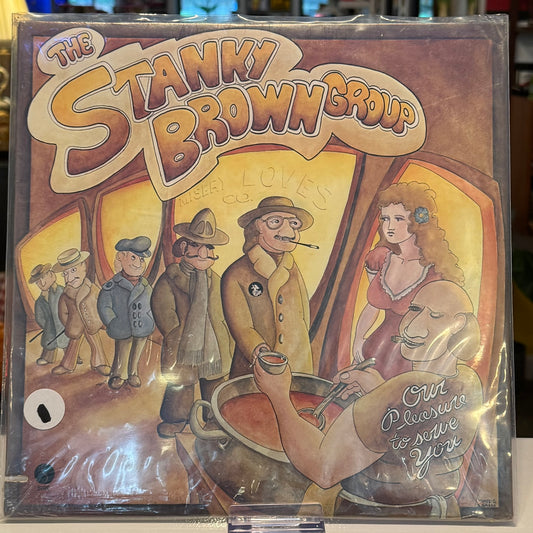 THE
STANKY
BROWN GROUP
LOVES
CO.
Our
Pleasure
to serve
You